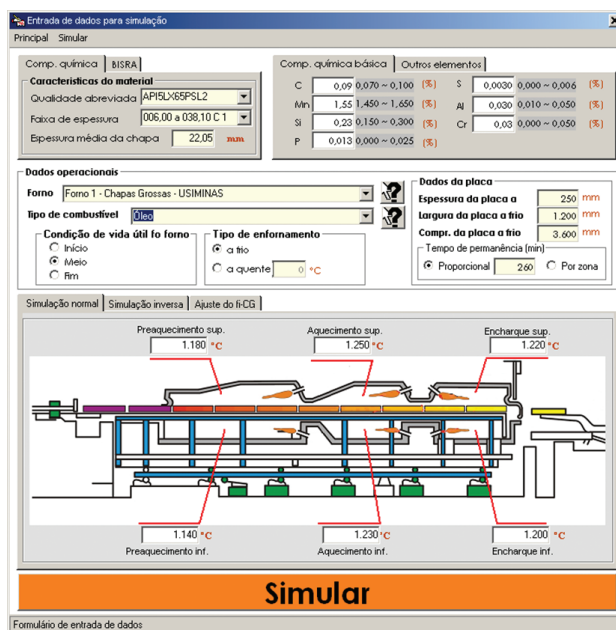 Entrada de dados para simulação
Principal Simular
Comp. química BISRA
Características do material
Qualidade abreviada API5LX65PSL2
Faixa de espessura 006,00 a 038,10 C 1
Espessura média da chapa 22,05 mm
Comp. química básica Outros elementos
C 0,09 0,070 ~ 0,100 (%) S 0,0030 0,000 ~ 0,006 (%)
Mn 1,55 1,450 ~ 1,650 (%) Al 0,030 0,010 ~ 0,050 (%)
Si 0,23 0,150 ~ 0,300 (%) Cr 0,03 0,000 ~ 0,050 (%)
P 0,013 0,000 ~ 0,025 (%)
Dados operacionais
Forno Forno 1 - Chapas Grossas - USIMINAS
Tipo de combustível Óleo
Condição de vida útil fo forno
Início
Meio
Fim
Tipo de enfornamento
a frio
a quente 0 °C
Dados da placa
Espessura da placa a 250 mm
Largura da placa a frio 1.200 mm
Compr. da placa a frio 3.600 mm
Tempo de permanência (min)
Proporcional 260 Por zona
Simulação normal Simulação inversa Ajuste do fi-CG
Preaquecimento sup. Aquecimento sup. Encharque sup.
1.180 °C 1.250 °C 1.220 °C
1.140 °C 1.230 °C 1.200 °C
Preaquecimento inf. Aquecimento inf. Encharque inf.
Simular
Formulário de entrada de dados